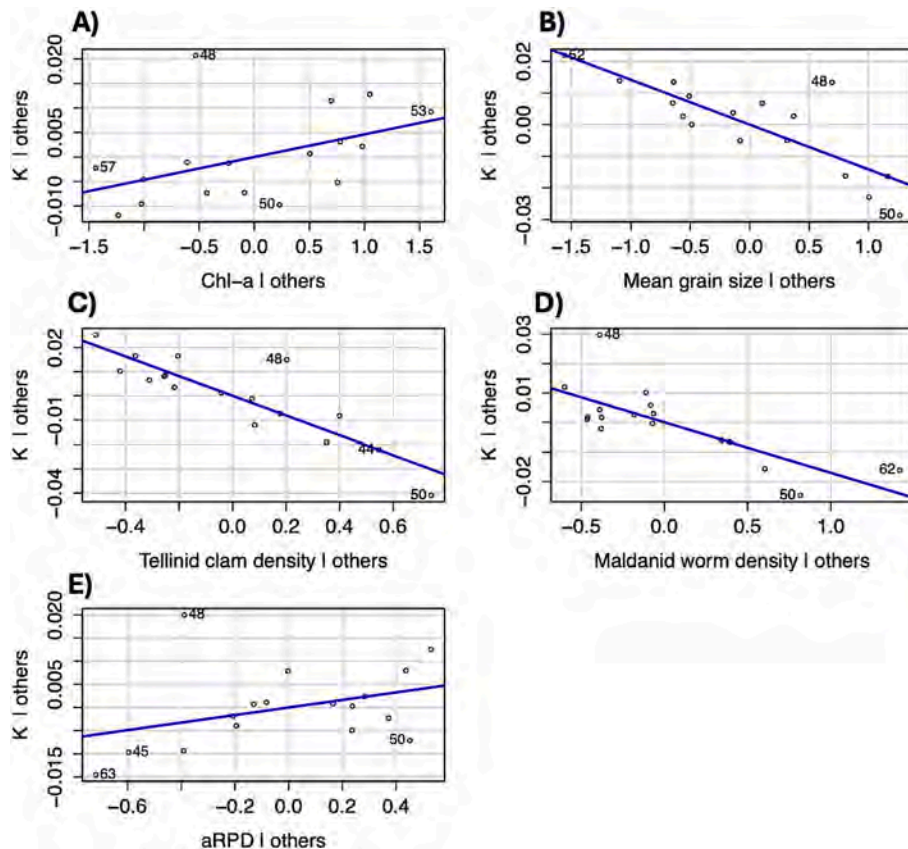 A)
K | others
0.020
0.005
−0.010
48
53
57
50
−1.5 −1.0 −0.5 0.0 0.5 1.0 1.5
Chl−a | others
B)
K | others
0.02
0.00
−0.03
52
48
50
−1.5 −1.0 −0.5 0.0 0.5 1.0
Mean grain size | others
C)
K | others
0.02
−0.01
−0.04
48
44
50
−0.4 0.0 0.2 0.4 0.6
Tellinid clam density | others
D)
K | others
0.03
0.01
−0.02
48
62
50
−0.5 0.0 0.5 1.0
Maldanid worm density | others
E)
K | others
0.020
0.005
−0.015
48
50
45
63
−0.6 −0.2 0.0 0.2 0.4
aRPD | others